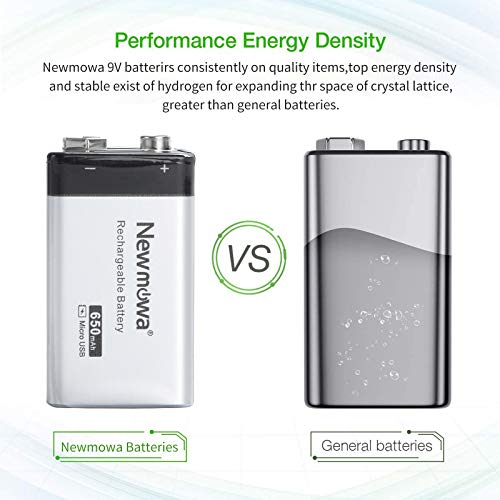 Performance Energy Density
Newmowa 9V batterirs consistently on quality items,top energy density
and stable exist of hydrogen for expanding thr space of crystal lattice,
greater than general batteries.
− +
Newmowa®
Rechargeable Battery
650mAh
Micro USB
VS
Newmowa Batteries
General batteries